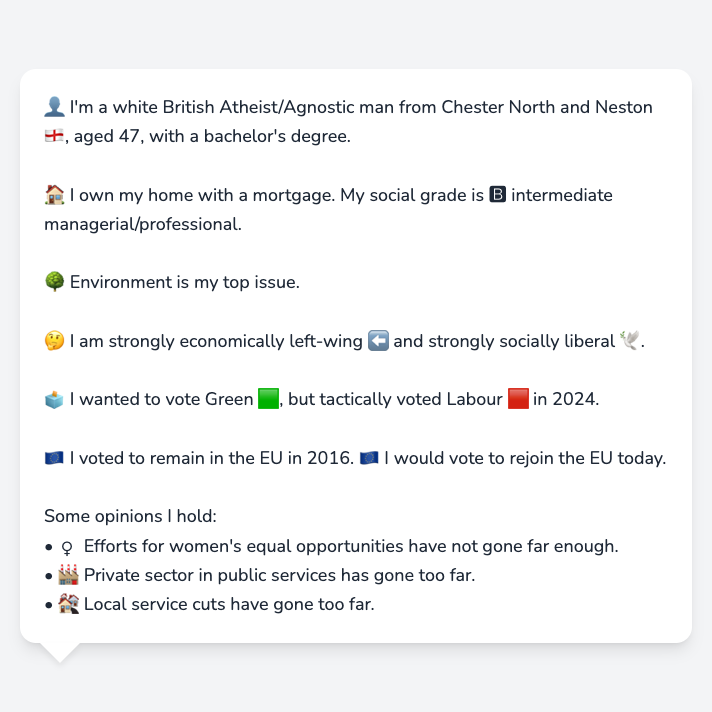 👤 I'm a white British Atheist/Agnostic man from Chester North and Neston
🏴󠁧󠁢󠁥󠁮󠁧󠁿, aged 47, with a bachelor's degree.
🏠 I own my home with a mortgage. My social grade is 🅱 intermediate
managerial/professional.
🌳 Environment is my top issue.
🤔 I am strongly economically left-wing ⬅️ and strongly socially liberal 🕊️.
🗳️ I wanted to vote Green 🟩, but tactically voted Labour 🟥 in 2024.
🇪🇺 I voted to remain in the EU in 2016. 🇪🇺 I would vote to rejoin the EU today.
Some opinions I hold:
• ♀ Efforts for women's equal opportunities have not gone far enough.
• 🏭 Private sector in public services has gone too far.
• 🏘️ Local service cuts have gone too far.